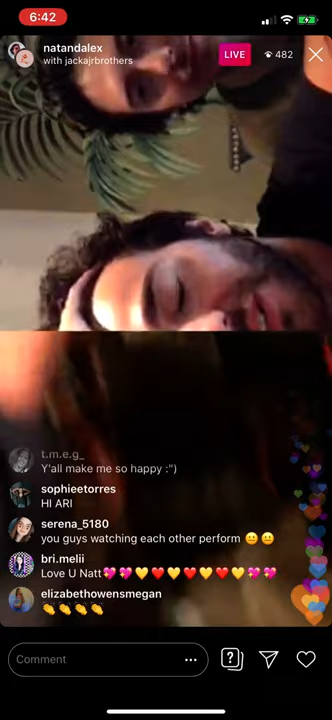 6:42
natandalex
with jackajrbrothers
LIVE
482
t.m.e.g_
Y'all make me so happy :")
sophieetorres
HI ARI
serena_5180
you guys watching each other perform 😐😐
bri.melii
Love U Natt💖💖💛❤️💛❤️💛❤️💛❤️💛💖💖
elizabethowensmegan
👏👏👏👏
Comment